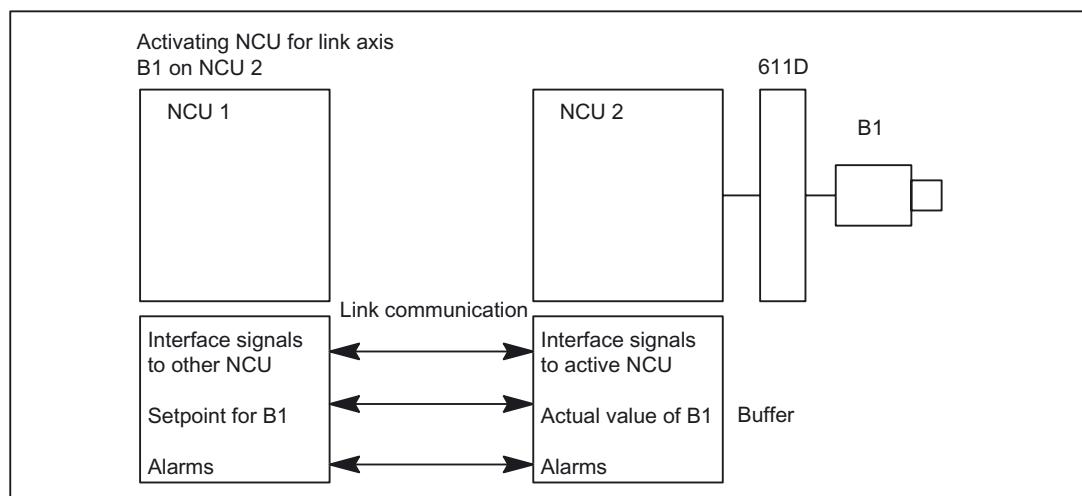 Activating NCU for link axis
B1 on NCU 2
611D
NCU 1
NCU 2
B1
Link communication
Interface signals
to other NCU
Interface signals
to active NCU
Setpoint for B1
Actual value of B1
Buffer
Alarms
Alarms